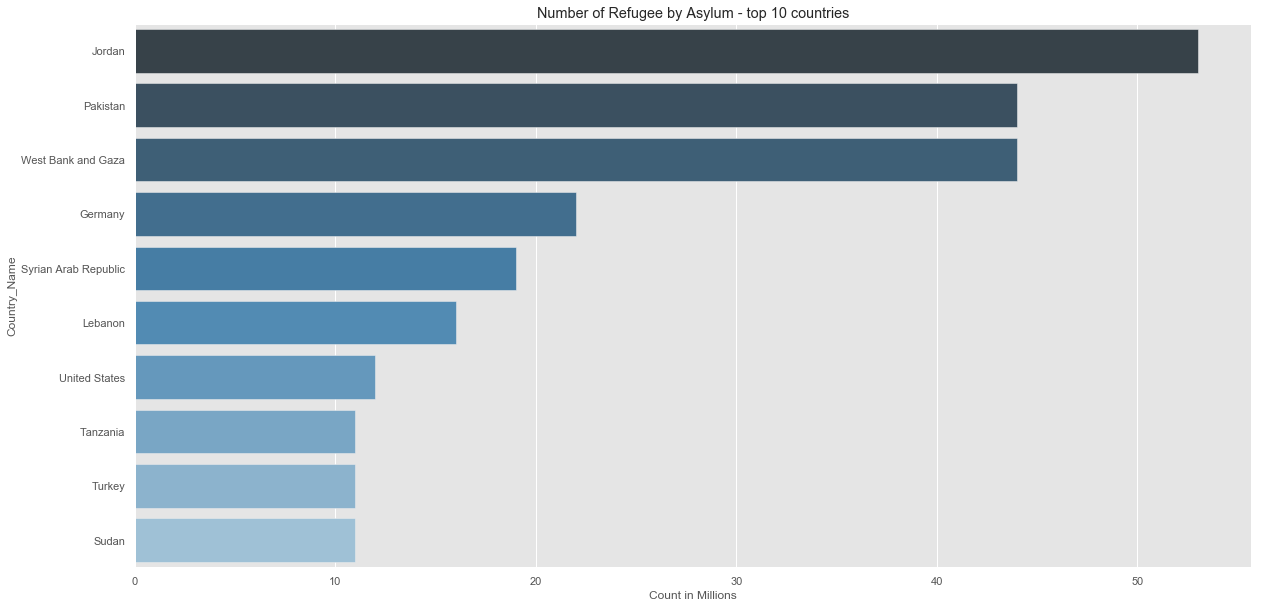 Number of Refugee by Asylum - top 10 countries
Country_Name
Jordan
Pakistan
West Bank and Gaza
Germany
Syrian Arab Republic
Lebanon
United States
Tanzania
Turkey
Sudan
0 10 20 30 40 50
Count in Millions